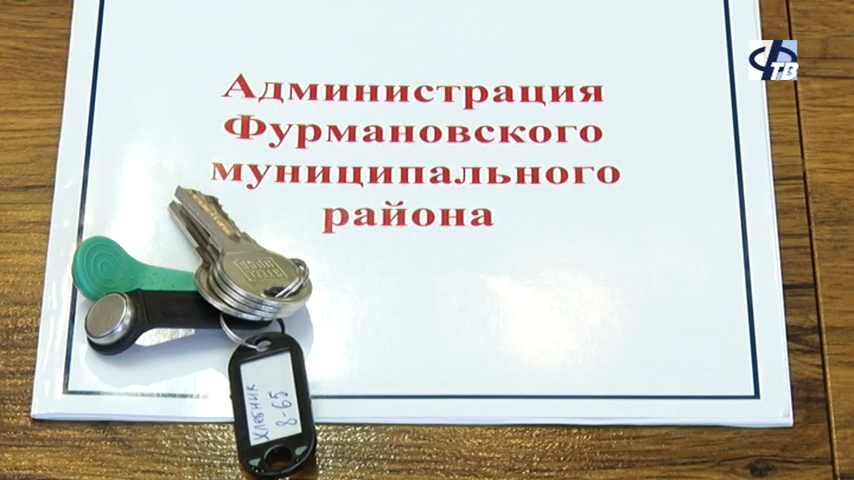 Администрация
Фурмановского
муниципального
района
ТВ
Хлебник
8-65